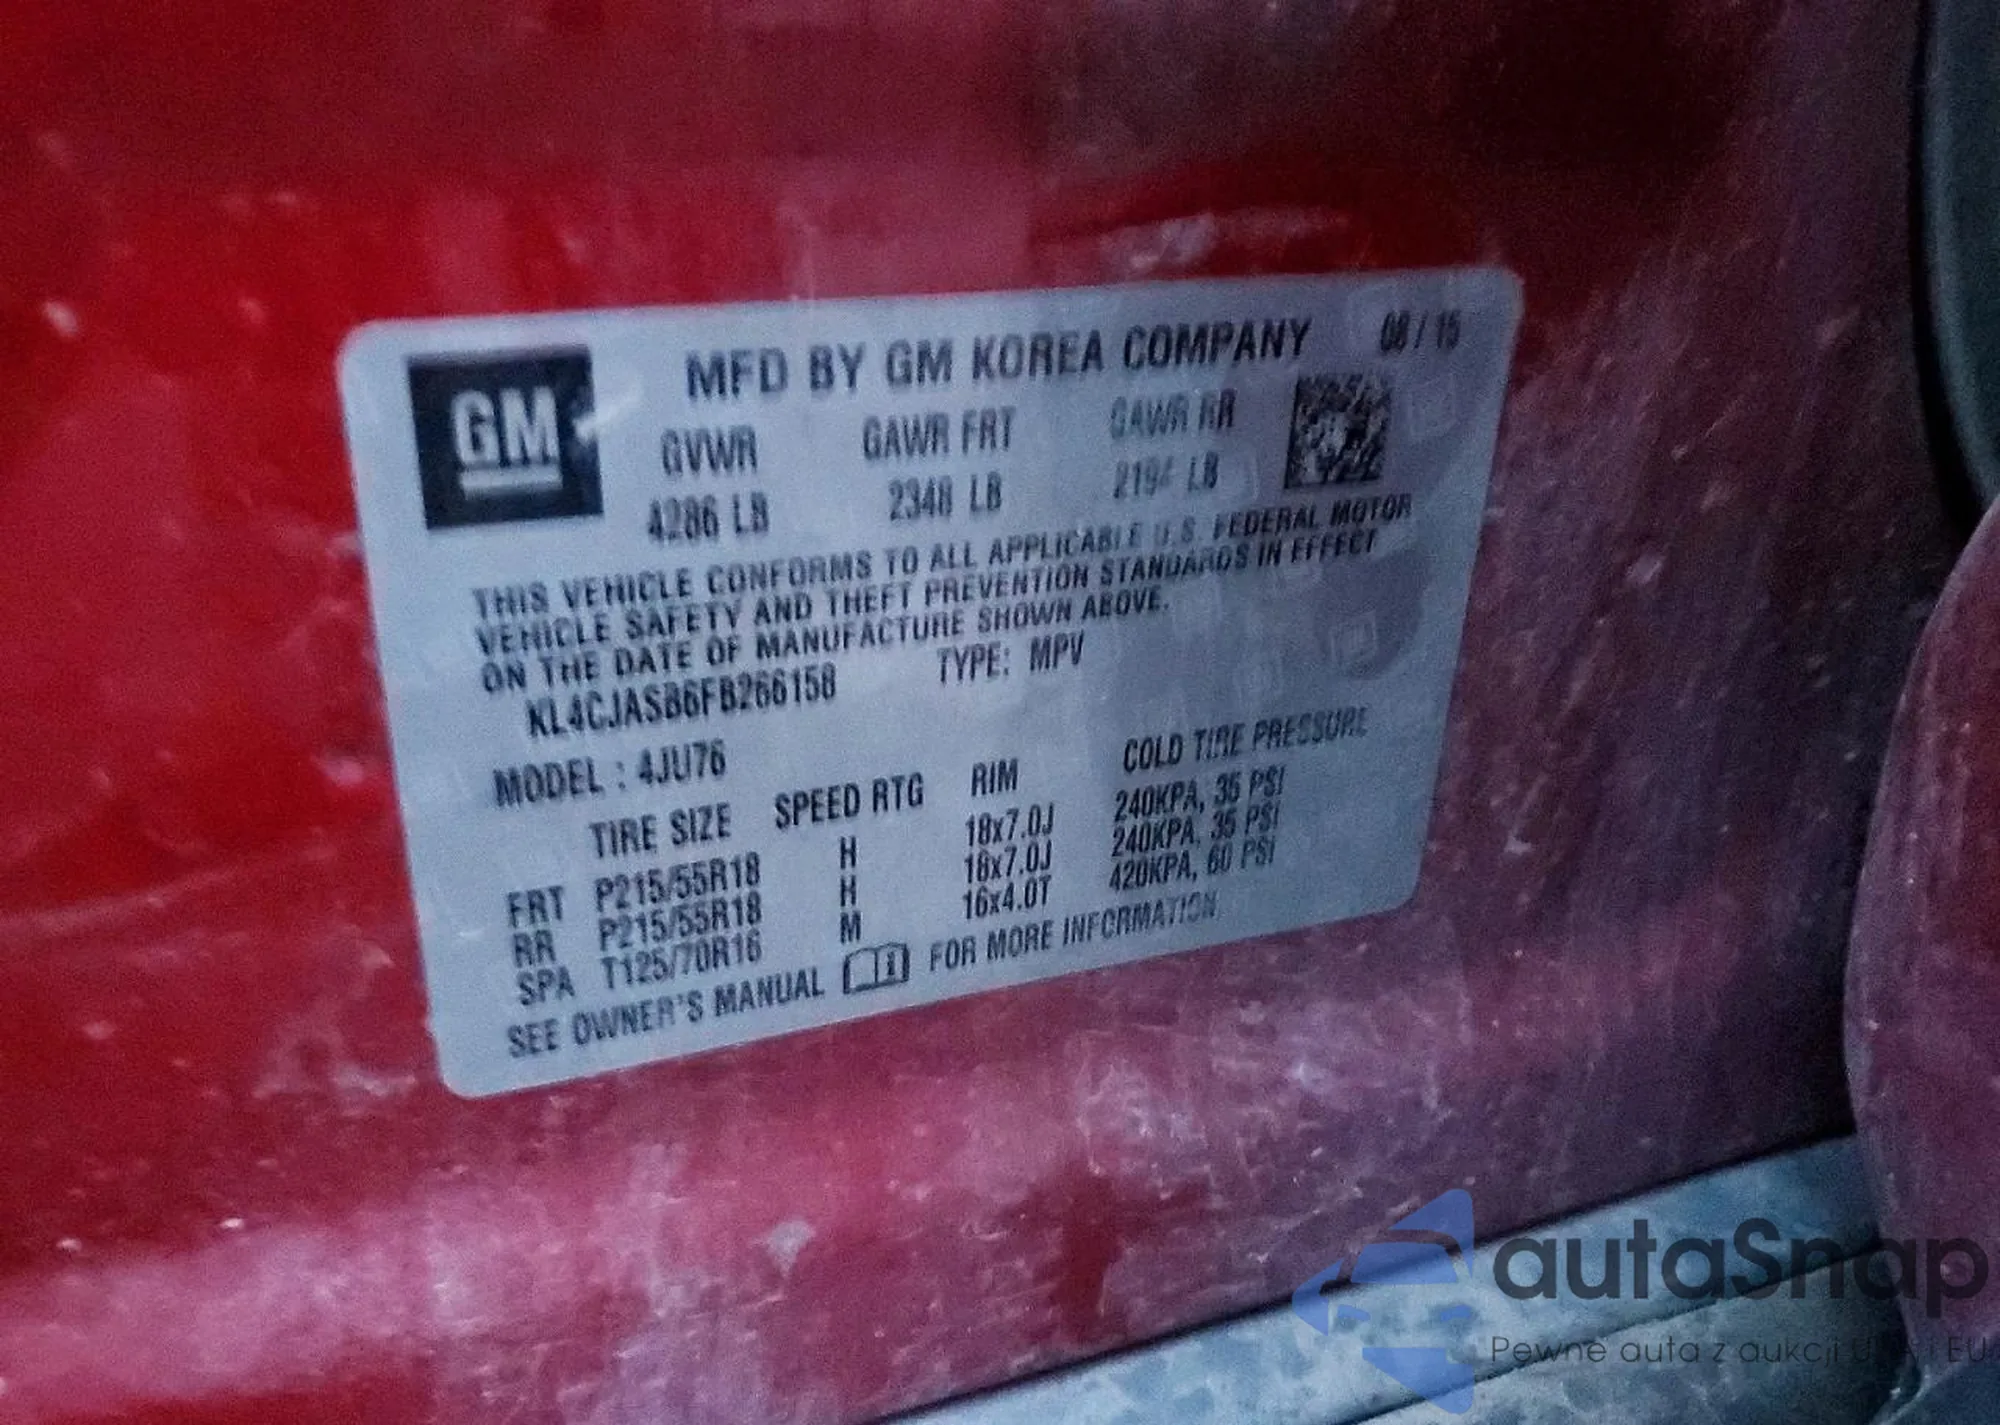 MFD BY GM KOREA COMPANY 08 / 15
GM
GVWR GAWR FRT GAWR RR
4286 LB 2348 LB 2194 LB
THIS VEHICLE CONFORMS TO ALL APPLICABLE U.S. FEDERAL MOTOR
VEHICLE SAFETY AND THEFT PREVENTION STANDARDS IN EFFECT
ON THE DATE OF MANUFACTURE SHOWN ABOVE.
KL4CJASB6FB266158 TYPE: MPV
MODEL : 4JU76
TIRE SIZE SPEED RTG RIM COLD TIRE PRESSURE
FRT P215/55R18 H 18x7.0J 240KPA, 35 PSI
RR P215/55R18 H 18x7.0J 240KPA, 35 PSI
SPA T125/70R16 M 16x4.0T 420KPA, 60 PSI
SEE OWNER'S MANUAL FOR MORE INFORMATION
autaSnap
Pewne auta z aukcji EU